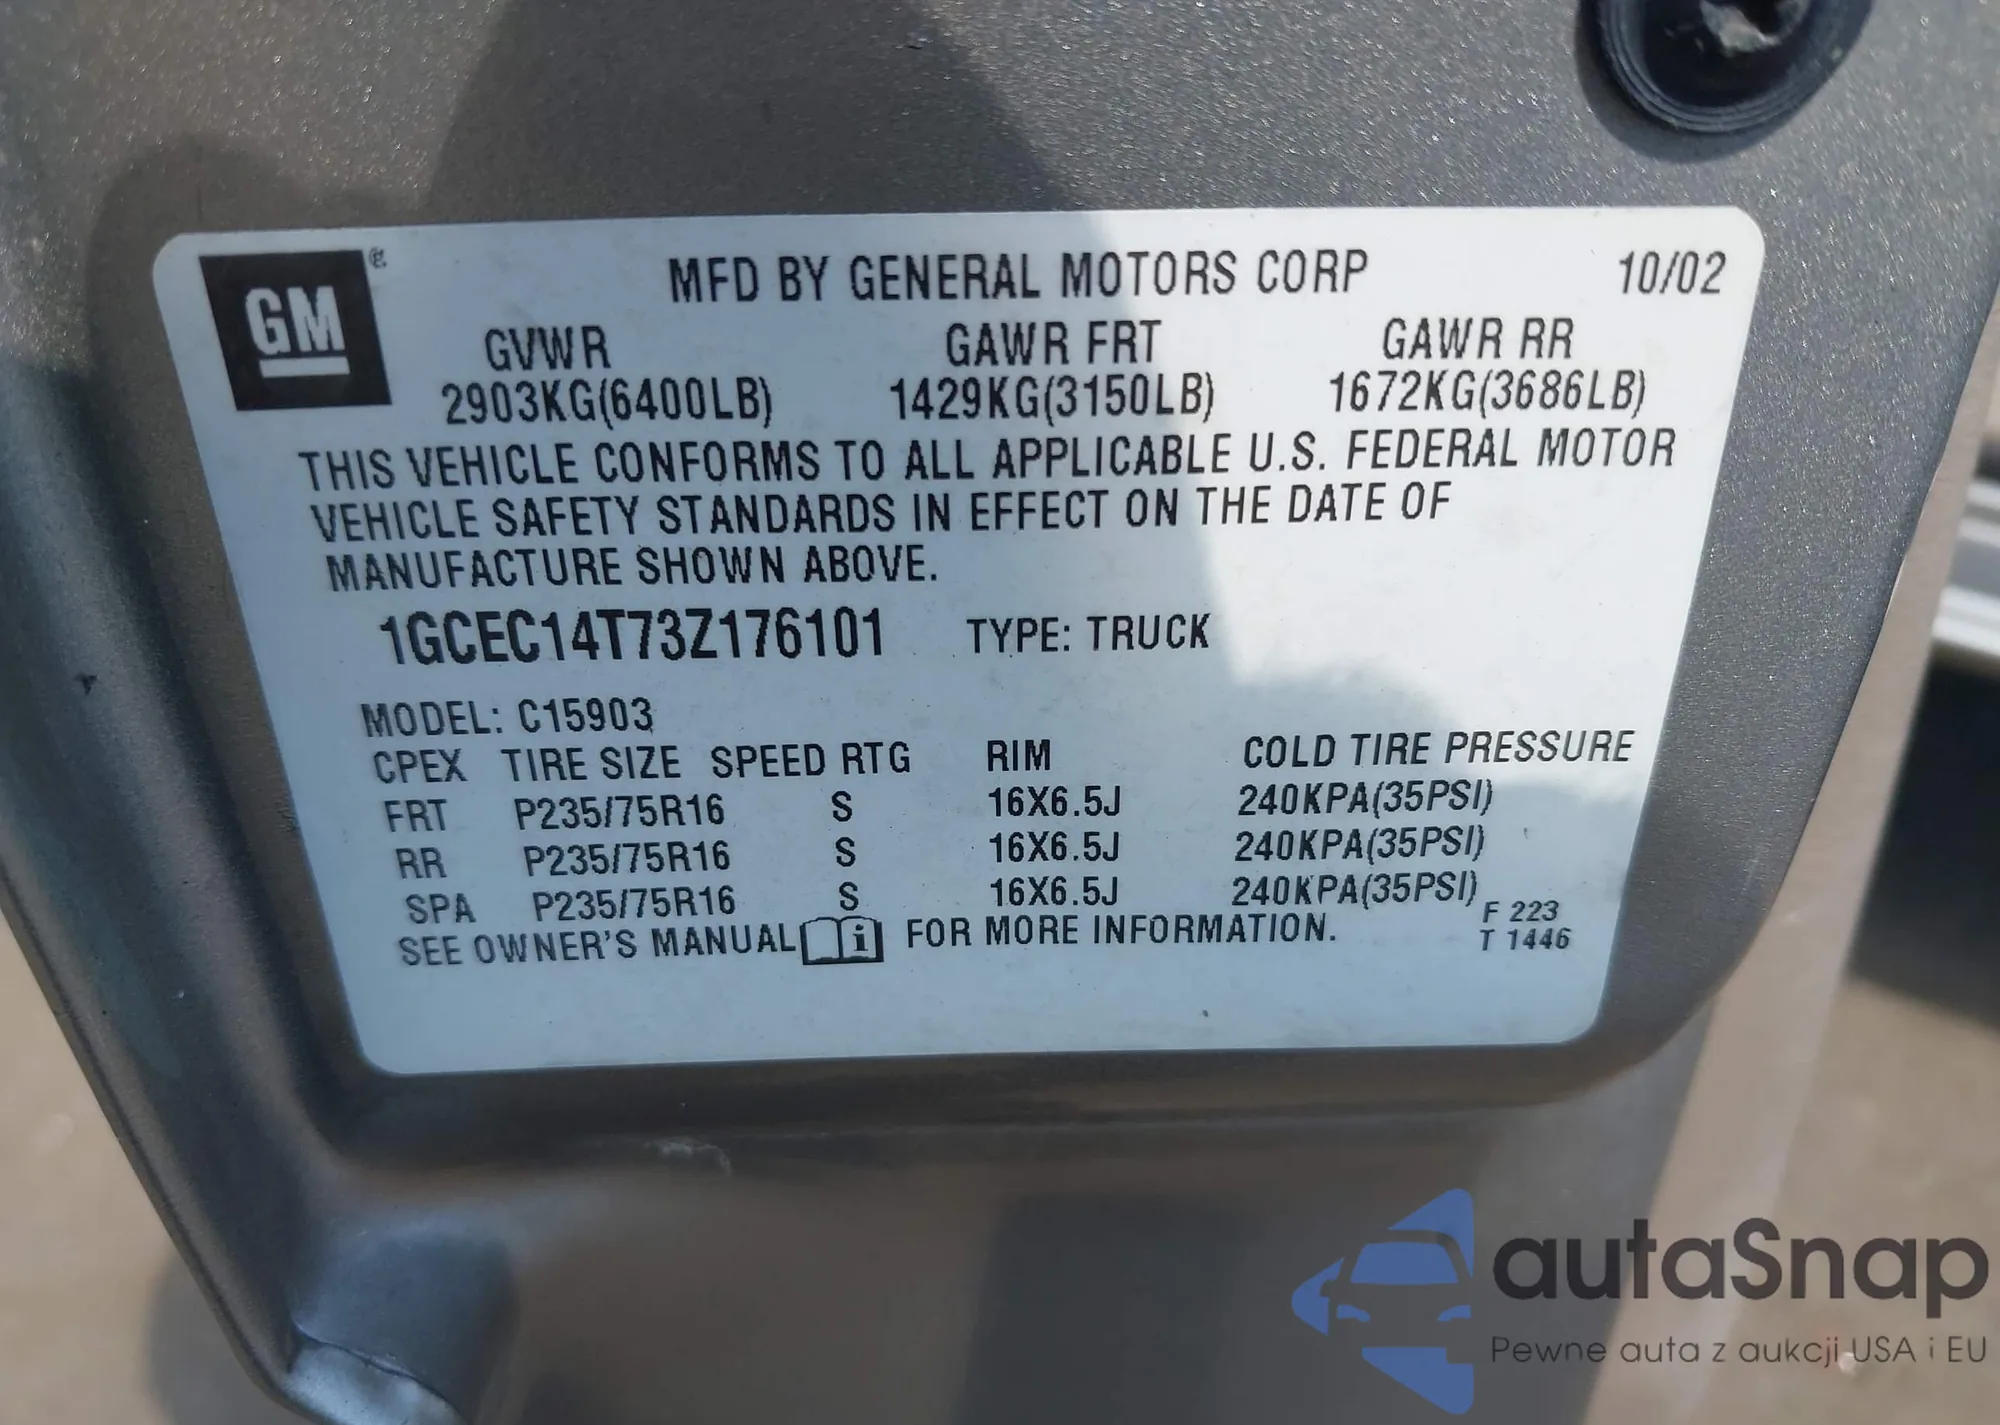 GM ®
MFD BY GENERAL MOTORS CORP 10/02
GVWR GAWR FRT GAWR RR
2903KG(6400LB) 1429KG(3150LB) 1672KG(3686LB)
THIS VEHICLE CONFORMS TO ALL APPLICABLE U.S. FEDERAL MOTOR
VEHICLE SAFETY STANDARDS IN EFFECT ON THE DATE OF
MANUFACTURE SHOWN ABOVE.
1GCEC14T73Z176101 TYPE: TRUCK
MODEL: C15903
CPEX TIRE SIZE SPEED RTG RIM COLD TIRE PRESSURE
FRT P235/75R16 S 16X6.5J 240KPA(35PSI)
RR P235/75R16 S 16X6.5J 240KPA(35PSI)
SPA P235/75R16 S 16X6.5J 240KPA(35PSI)
SEE OWNER'S MANUAL i FOR MORE INFORMATION.
F 223
T 1446
autaSnap
Pewne auta z aukcji USA i EU